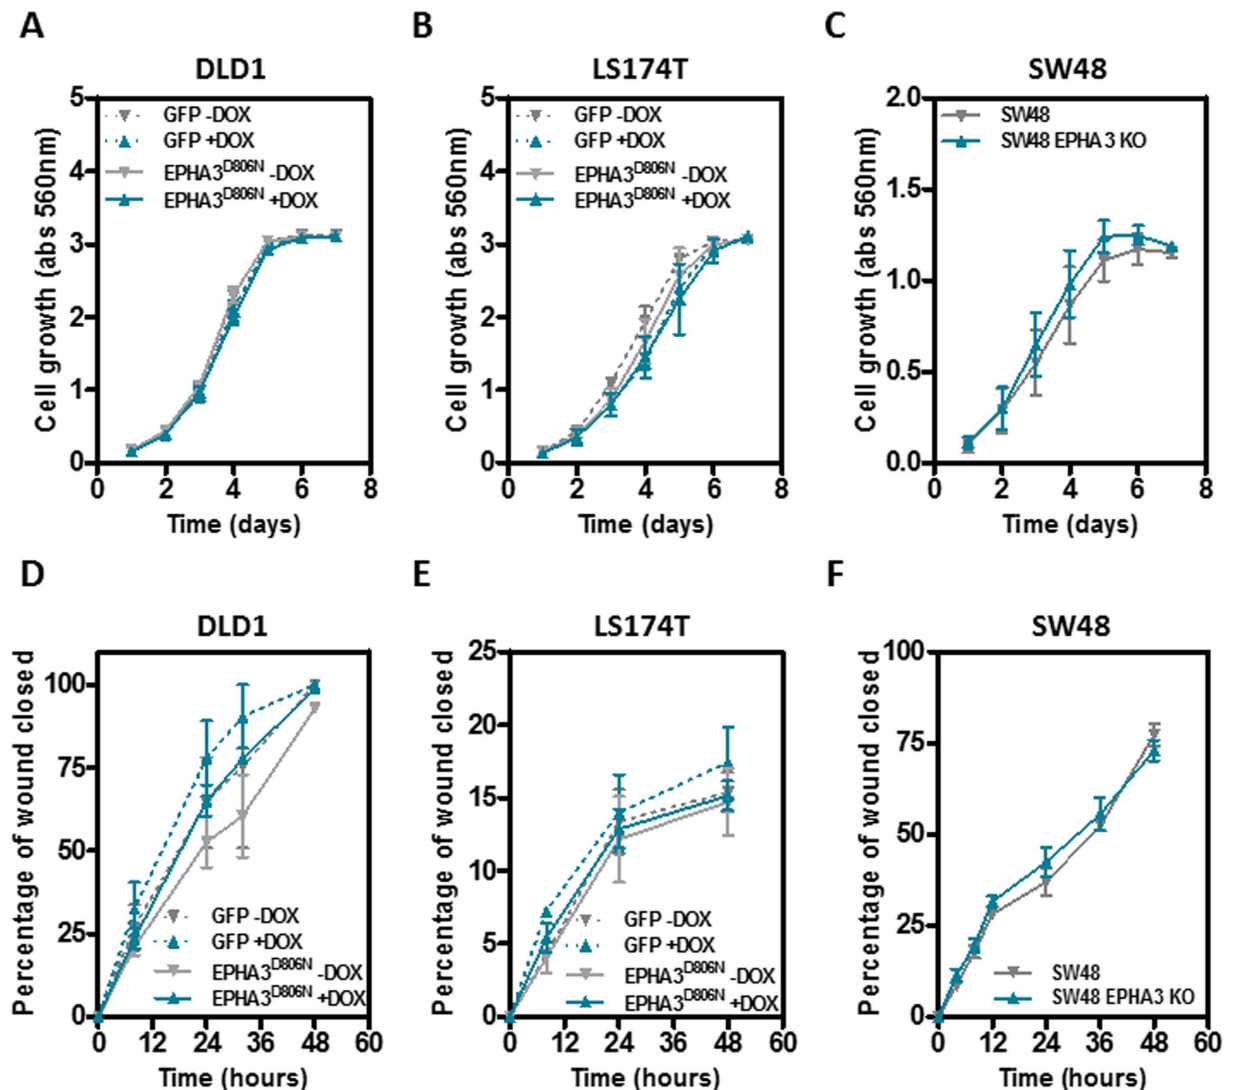 A
DLD1
Cell growth (abs 560nm)
5
4
3
2
1
0
GFP -DOX
GFP +DOX
EPHA3D806N -DOX
EPHA3D806N +DOX
0 2 4 6 8
Time (days)
B
LS174T
Cell growth (abs 560nm)
5
4
3
2
1
0
GFP -DOX
GFP +DOX
EPHA3D806N -DOX
EPHA3D806N +DOX
0 2 4 6 8
Time (days)
C
SW48
Cell growth (abs 560nm)
2.0
1.5
1.0
0.5
0.0
SW48
SW48 EPHA3 KO
0 2 4 6 8
Time (days)
D
DLD1
Percentage of wound closed
100
75
50
25
0
GFP -DOX
GFP +DOX
EPHA3D806N -DOX
EPHA3D806N +DOX
0 12 24 36 48 60
Time (hours)
E
LS174T
Percentage of wound closed
25
20
15
10
5
0
GFP -DOX
GFP +DOX
EPHA3D806N -DOX
EPHA3D806N +DOX
0 12 24 36 48 60
Time (hours)
F
SW48
Percentage of wound closed
100
75
50
25
0
SW48
SW48 EPHA3 KO
0 12 24 36 48 60
Time (hours)